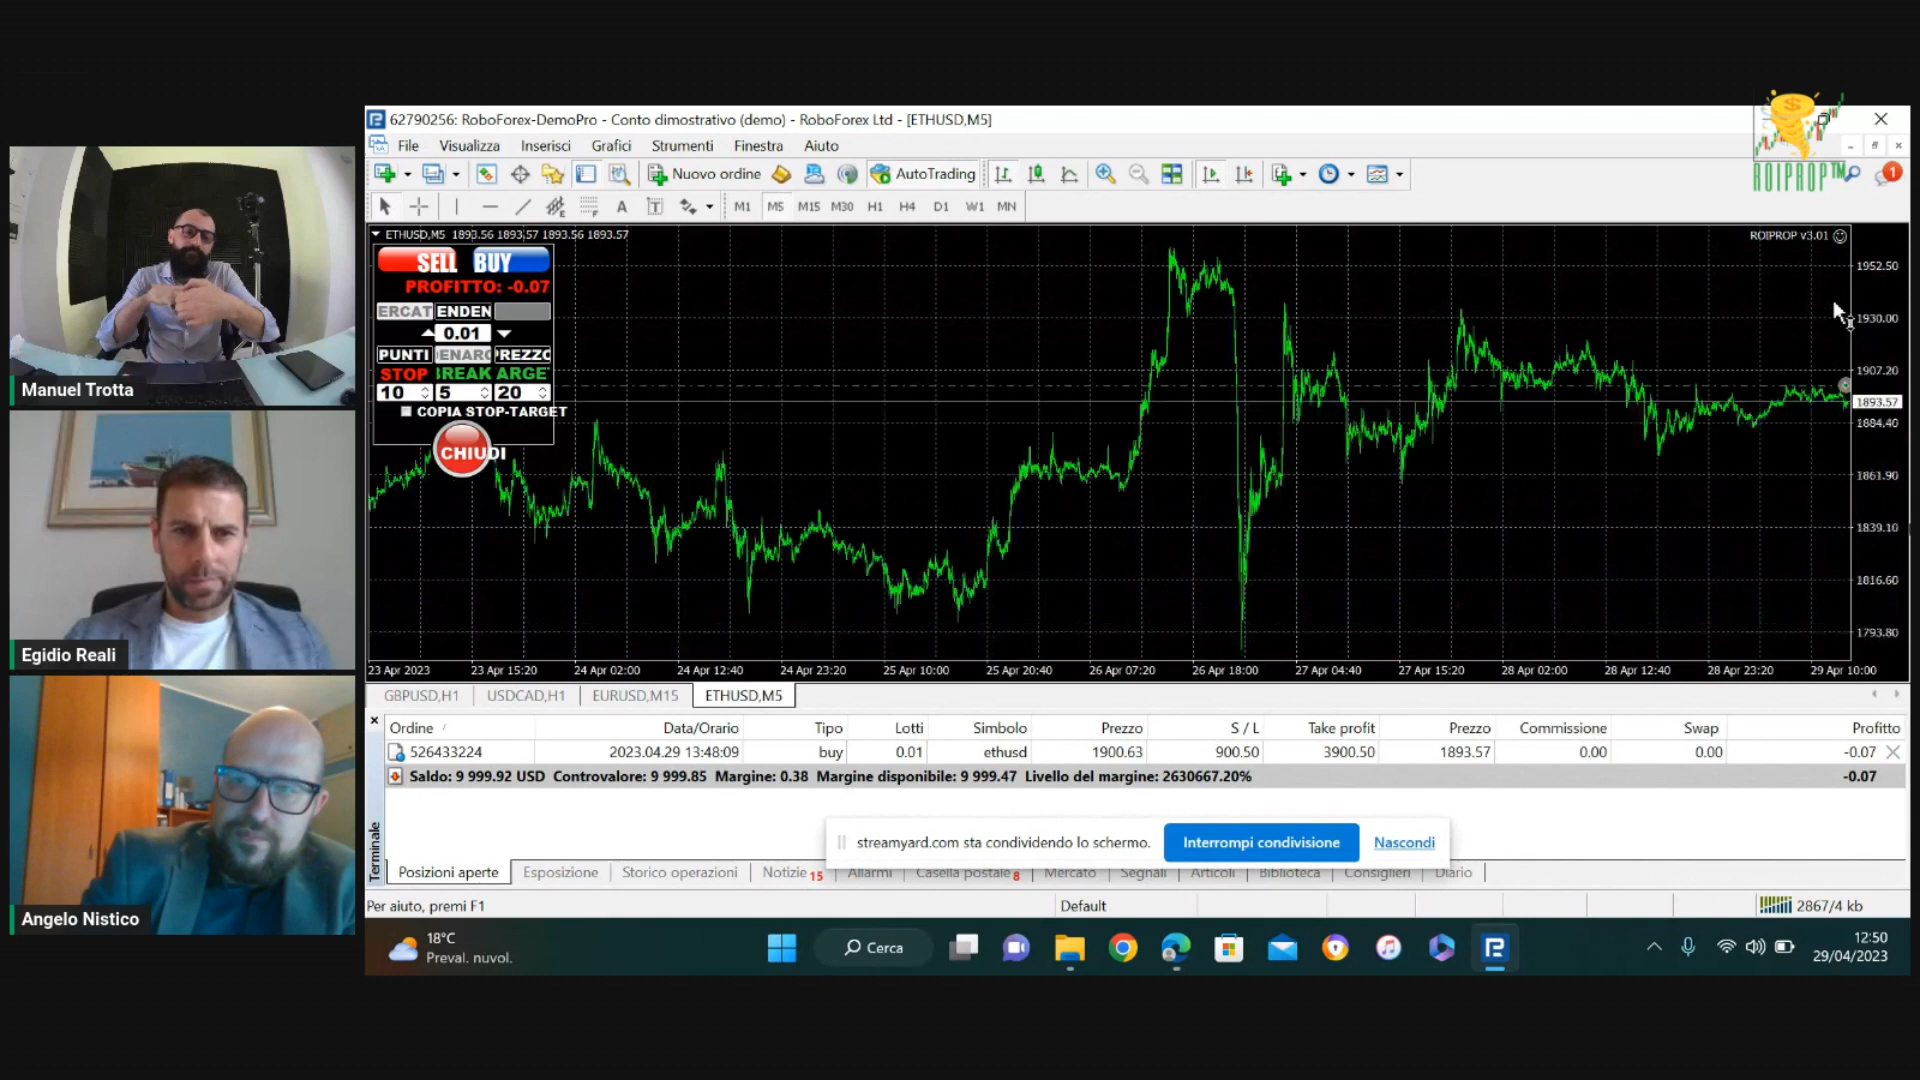 62790256: RoboForex-DemoPro - Conto dimostrativo (demo) - RoboForex Ltd - [ETHUSD,M5]
File Visualizza Inserisci Grafici Strumenti Finestra Aiuto
ROIPROP™
1
Nuovo ordine AutoTrading
A T M1 M5 M15 M30 H1 H4 D1 W1 MN
ETHUSD,M5 1893.56 1893.57 1893.56 1893.57
ROIPROP v3.01
SELL BUY
PROFITTO: -0.07
ERCAT ENDEN
0.01
PUNTI ENARO PREZZO
STOP BREAK ARGE
10 5 20
COPIA STOP-TARGET
CHIUDI
1952.50
1930.00
1907.20
1893.57
1884.40
1861.90
1839.10
1816.60
1793.80
23 Apr 2023 23 Apr 15:20 24 Apr 02:00 24 Apr 12:40 24 Apr 23:20 25 Apr 10:00 25 Apr 20:40 26 Apr 07:20 26 Apr 18:00 27 Apr 04:40 27 Apr 15:20 28 Apr 02:00 28 Apr 12:40 28 Apr 23:20 29 Apr 10:00
GBPUSD,H1 USDCAD,H1 EURUSD,M15 ETHUSD,M5
Ordine Data/Orario Tipo Lotti Simbolo Prezzo S / L Take profit Prezzo Commissione Swap Profitto
526433224 2023.04.29 13:48:09 buy 0.01 ethusd 1900.63 900.50 3900.50 1893.57 0.00 0.00 -0.07
Saldo: 9 999.92 USD Controvalore: 9 999.85 Margine: 0.38 Margine disponibile: 9 999.47 Livello del margine: 2630667.20% -0.07
streamyard.com sta condividendo lo schermo. Interrompi condivisione Nascondi
Terminale
Posizioni aperte Esposizione Storico operazioni Notizie 15 Allarmi Casella postale 8 Mercato Segnali Articoli Biblioteca Consiglieri Diario
Per aiuto, premi F1 Default 2867/4 kb
18°C
Preval. nuvol.
Cerca
12:50
29/04/2023
Manuel Trotta
Egidio Reali
Angelo Nistico